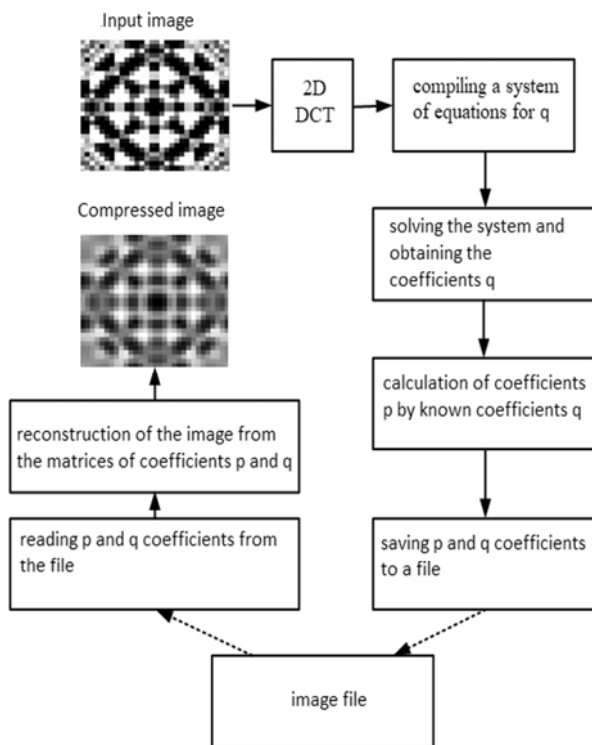 Input image
2D
DCT
compiling a system
of equations for q
solving the system and
obtaining the
coefficients q
calculation of coefficients
p by known coefficients q
saving p and q coefficients
to a file
image file
reading p and q coefficients from
the file
reconstruction of the image from
the matrices of coefficients p and q
Compressed image